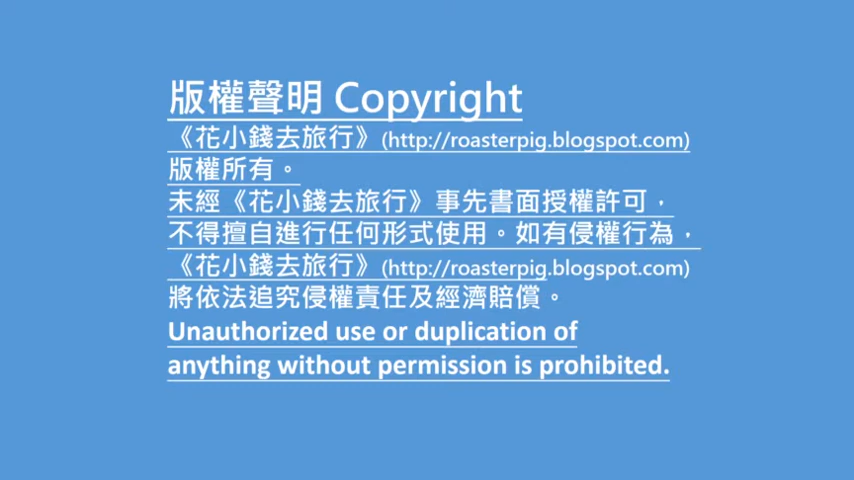 版權聲明 Copyright
《花小錢去旅行》(http://roasterpig.blogspot.com)
版權所有。
未經《花小錢去旅行》事先書面授權許可，
不得擅自進行任何形式使用。如有侵權行為，
《花小錢去旅行》(http://roasterpig.blogspot.com)
將依法追究侵權責任及經濟賠償。
Unauthorized use or duplication of
anything without permission is prohibited.